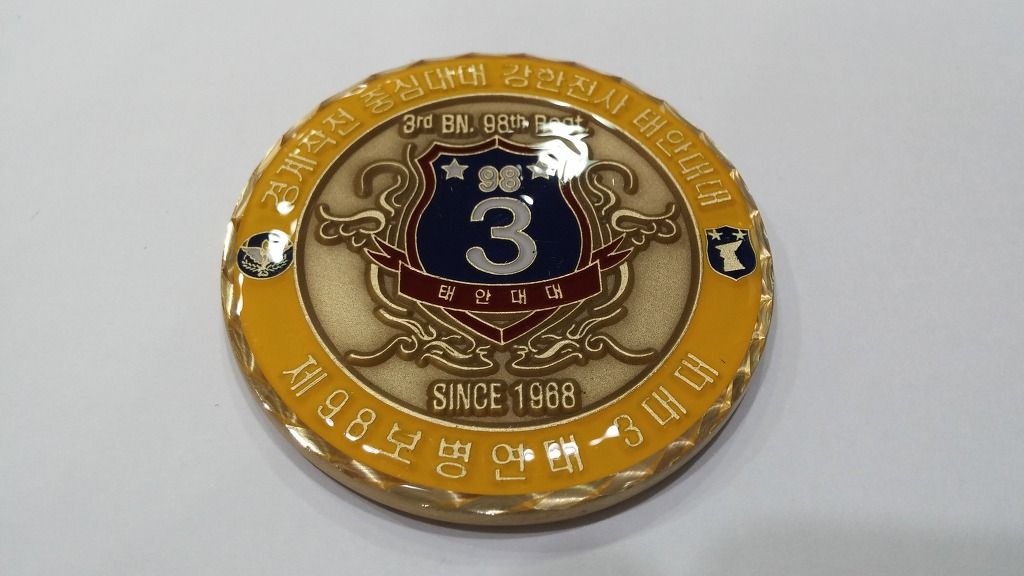 경계작전 중심대대 강한전사 태안대대
3rd BN. 98th Regt.
98
3
태안대대
SINCE 1968
제98보병연대 3대대